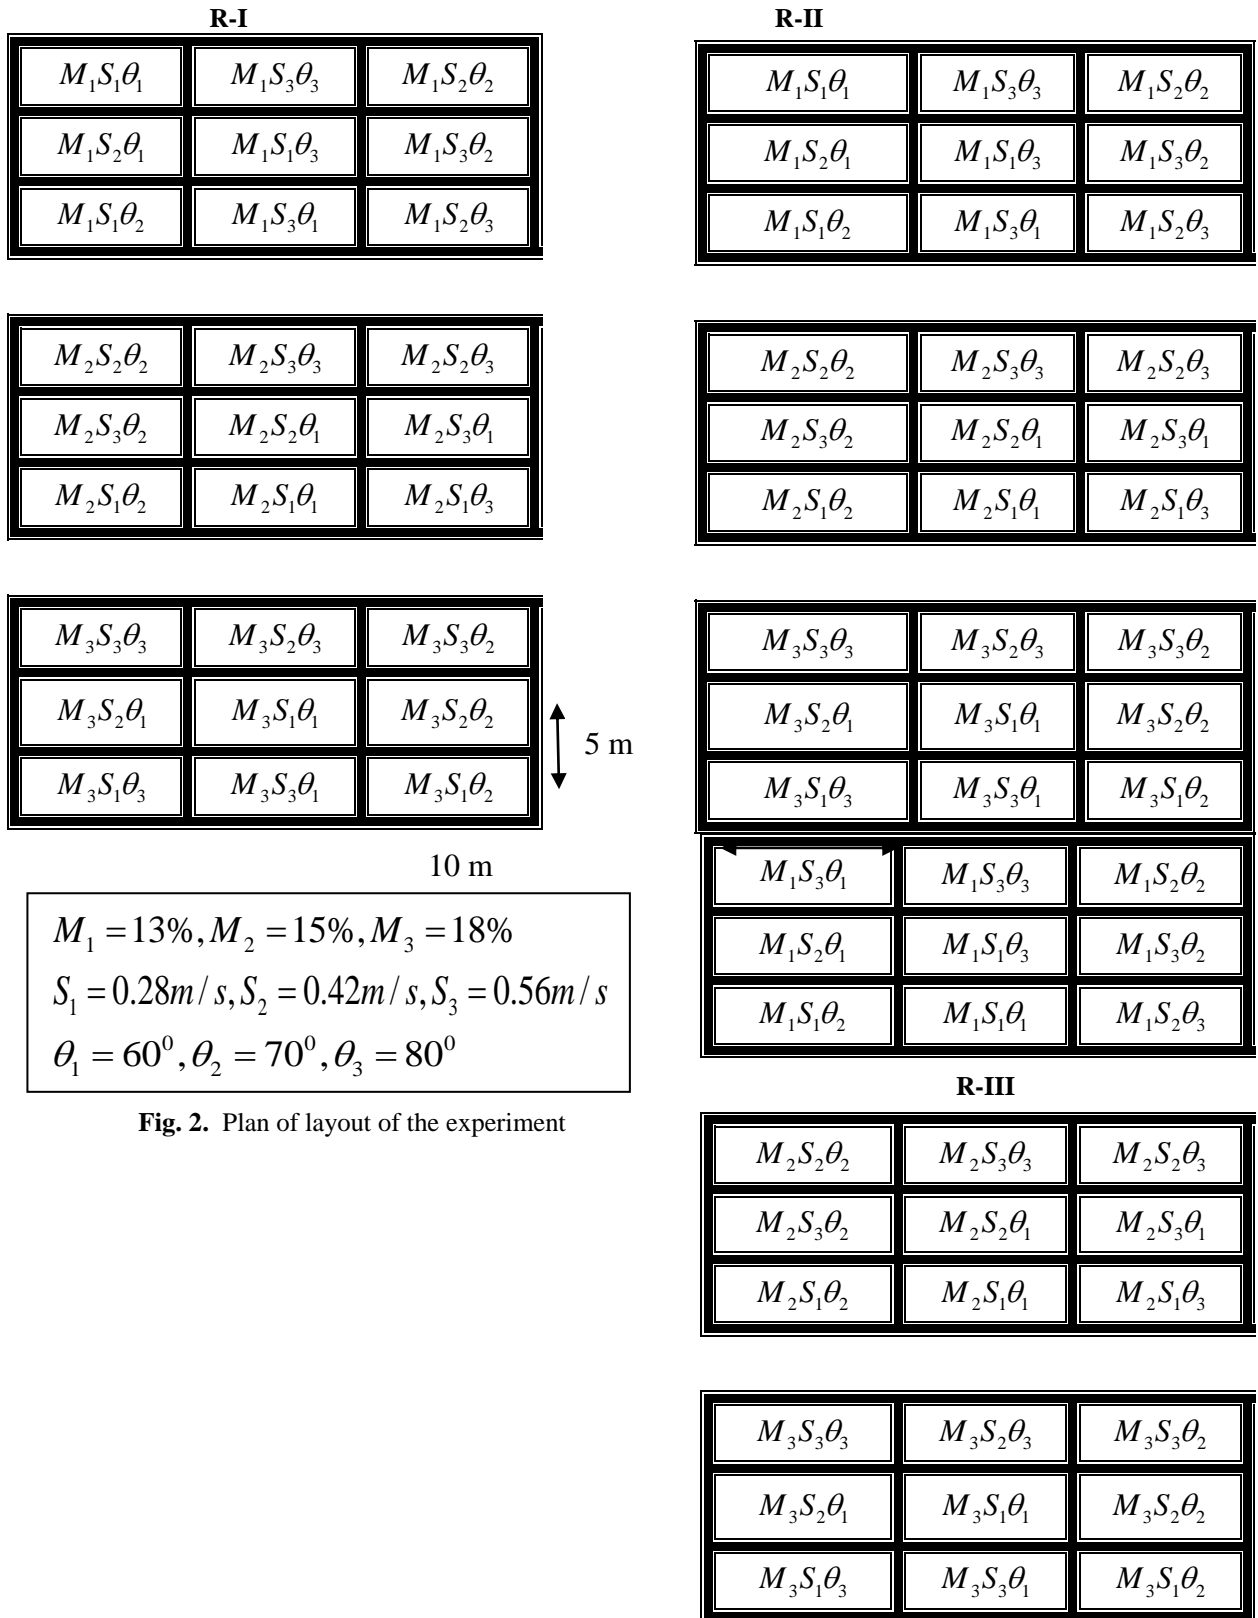 R-I
M₁S₁θ₁ M₁S₃θ₃ M₁S₂θ₂
M₁S₂θ₁ M₁S₁θ₃ M₁S₃θ₂
M₁S₁θ₂ M₁S₃θ₁ M₁S₂θ₃
M₂S₂θ₂ M₂S₃θ₃ M₂S₂θ₃
M₂S₃θ₂ M₂S₂θ₁ M₂S₃θ₁
M₂S₁θ₂ M₂S₁θ₁ M₂S₁θ₃
M₃S₃θ₃ M₃S₂θ₃ M₃S₃θ₂
M₃S₂θ₁ M₃S₁θ₁ M₃S₂θ₂
5 m
M₃S₁θ₃ M₃S₃θ₁ M₃S₁θ₂
10 m
M₁ = 13%, M₂ = 15%, M₃ = 18%
S₁ = 0.28m / s, S₂ = 0.42m / s, S₃ = 0.56m / s
θ₁ = 60⁰, θ₂ = 70⁰, θ₃ = 80⁰
Fig. 2. Plan of layout of the experiment
R-II
M₁S₁θ₁ M₁S₃θ₃ M₁S₂θ₂
M₁S₂θ₁ M₁S₁θ₃ M₁S₃θ₂
M₁S₁θ₂ M₁S₃θ₁ M₁S₂θ₃
M₂S₂θ₂ M₂S₃θ₃ M₂S₂θ₃
M₂S₃θ₂ M₂S₂θ₁ M₂S₃θ₁
M₂S₁θ₂ M₂S₁θ₁ M₂S₁θ₃
M₃S₃θ₃ M₃S₂θ₃ M₃S₃θ₂
M₃S₂θ₁ M₃S₁θ₁ M₃S₂θ₂
M₃S₁θ₃ M₃S₃θ₁ M₃S₁θ₂
M₁S₃θ₁ M₁S₃θ₃ M₁S₂θ₂
M₁S₂θ₁ M₁S₁θ₃ M₁S₃θ₂
M₁S₁θ₂ M₁S₁θ₁ M₁S₂θ₃
R-III
M₂S₂θ₂ M₂S₃θ₃ M₂S₂θ₃
M₂S₃θ₂ M₂S₂θ₁ M₂S₃θ₁
M₂S₁θ₂ M₂S₁θ₁ M₂S₁θ₃
M₃S₃θ₃ M₃S₂θ₃ M₃S₃θ₂
M₃S₂θ₁ M₃S₁θ₁ M₃S₂θ₂
M₃S₁θ₃ M₃S₃θ₁ M₃S₁θ₂